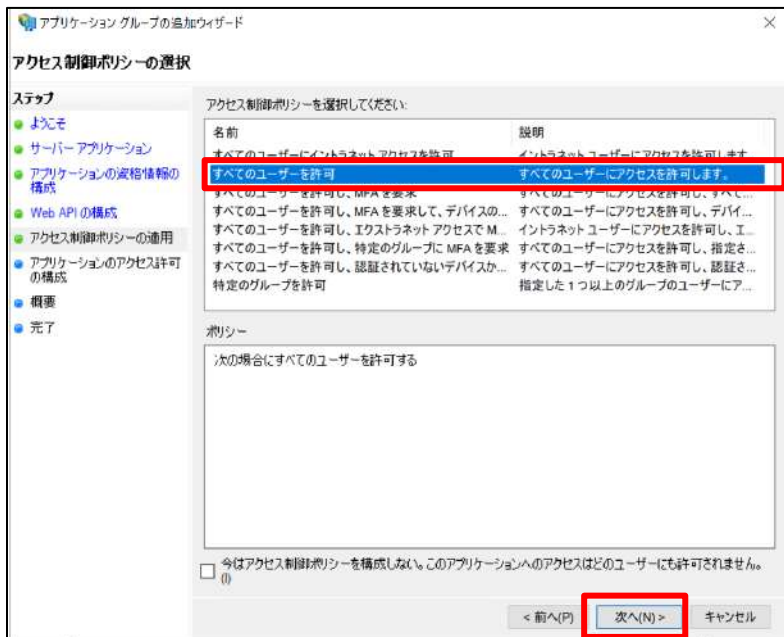 アプリケーション グループの追加ウィザード
アクセス制御ポリシーの選択
ステップ
ようこそ
サーバー アプリケーション
アプリケーションの資格情報の
構成
Web API の構成
アクセス制御ポリシーの適用
アプリケーションのアクセス許可
の構成
概要
完了
アクセス制御ポリシーを選択してください:
名前 説明
すべてのユーザーにイントラネット アクセスを許可 イントラネット ユーザーにアクセスを許可します
すべてのユーザーを許可 すべてのユーザーにアクセスを許可します。
すべてのユーザーを許可し、MFA を要求 すべてのユーザーにアクセスを許可し、すべて...
すべてのユーザーを許可し、MFA を要求して、デバイスの... すべてのユーザーにアクセスを許可し、デバイ...
すべてのユーザーを許可し、エクストラネット アクセスで M... イントラネット ユーザーにアクセスを許可し、エ...
すべてのユーザーを許可し、特定のグループに MFA を要求 すべてのユーザーにアクセスを許可し、指定さ...
すべてのユーザーを許可し、認証されていないデバイスか... すべてのユーザーにアクセスを許可し、認証さ...
特定のグループを許可 指定した 1 つ以上のグループのユーザーにア...
ポリシー
次の場合にすべてのユーザーを許可する
今はアクセス制御ポリシーを構成しない。このアプリケーションへのアクセスはどのユーザーにも許可されません。
(I)
< 前へ(P) 次へ(N) > キャンセル